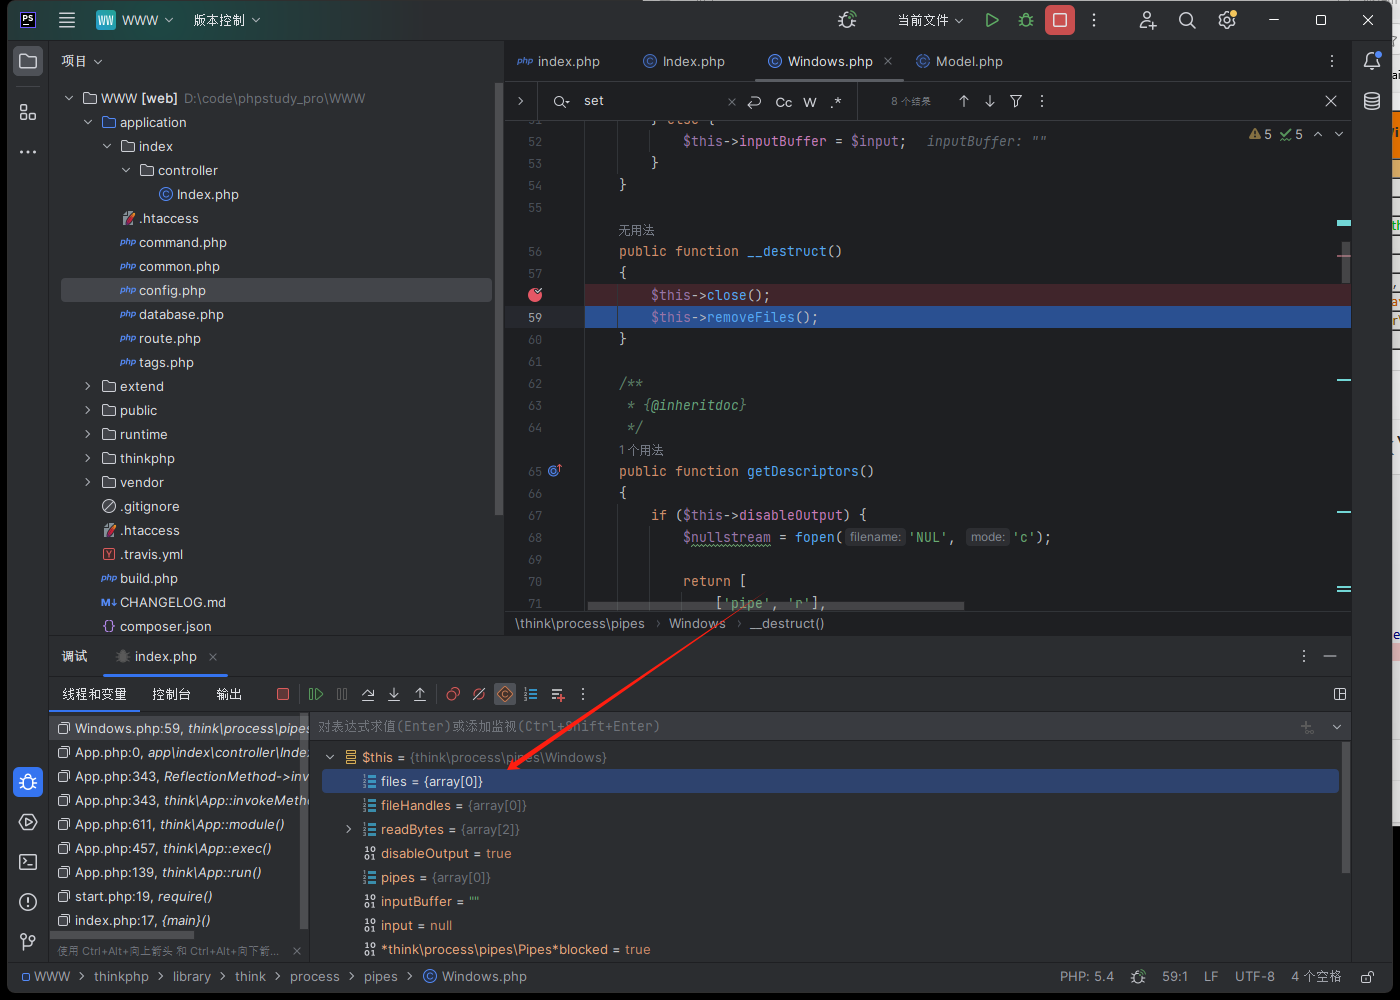 PS WW WWW 版本控制 当前文件
项目
WWW [web] D:\code\phpstudy_pro\WWW
application
index
controller
Index.php
.htaccess
php command.php
php common.php
php config.php
php database.php
php route.php
php tags.php
extend
public
runtime
thinkphp
vendor
.gitignore
.htaccess
Y .travis.yml
php build.php
M↓ CHANGELOG.md
{} composer.json
php index.php Index.php Windows.php Model.php
set Cc W .* 8 个结果
51 } else {
52 $this->inputBuffer = $input; inputBuffer: ""
5 5
53 }
54 }
55
无用法
56 public function __destruct()
57 {
$this->close();
59 $this->removeFiles();
60 }
61
62 /**
63 * {@inheritdoc}
64 */
1 个用法
65 public function getDescriptors()
66 {
67 if ($this->disableOutput) {
68 $nullstream = fopen( filename: 'NUL', mode: 'c');
69
70 return [
71 ['pipe', 'r'],
\think\process\pipes › Windows › __destruct()
调试 index.php
线程和变量 控制台 输出
Windows.php:59, think\process\pipes
App.php:0, app\index\controller\Inde
App.php:343, ReflectionMethod->inv
App.php:343, think\App::invokeMeth
App.php:611, think\App::module()
App.php:457, think\App::exec()
App.php:139, think\App::run()
start.php:19, require()
index.php:17, {main}()
使用 Ctrl+Alt+向上箭头 和 Ctrl+Alt+向下箭...
对表达式求值(Enter)或添加监视(Ctrl+Shift+Enter)
$this = {think\process\pipes\Windows}
files = {array[0]}
fileHandles = {array[0]}
readBytes = {array[2]}
disableOutput = true
pipes = {array[0]}
inputBuffer = ""
input = null
*think\process\pipes\Pipes*blocked = true
WWW › thinkphp › library › think › process › pipes › Windows.php
PHP: 5.4 59:1 LF UTF-8 4 个空格